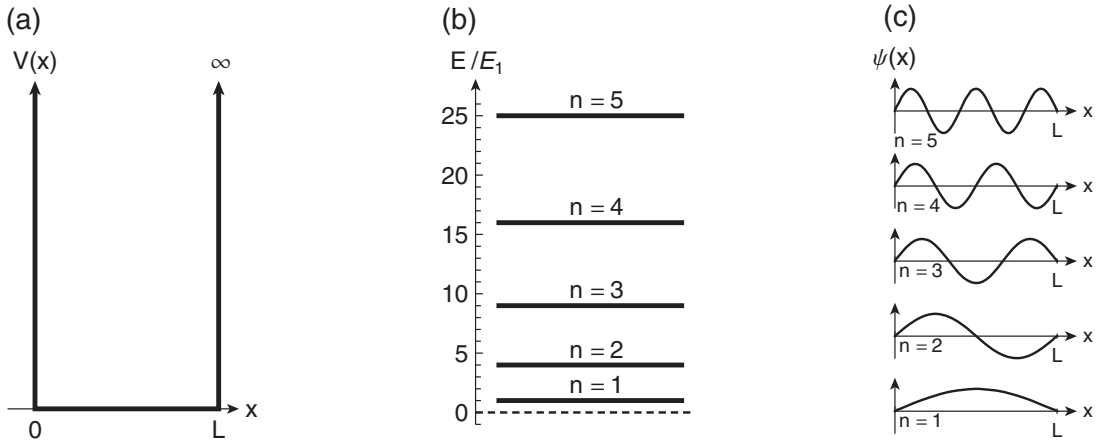 (a)
V(x)
∞
x
0
L
(b)
E /E₁
25
20
15
10
5
0
n = 5
n = 4
n = 3
n = 2
n = 1
(c)
ψ(x)
x
L
n = 5
x
L
n = 4
x
L
n = 3
x
L
n = 2
x
L
n = 1